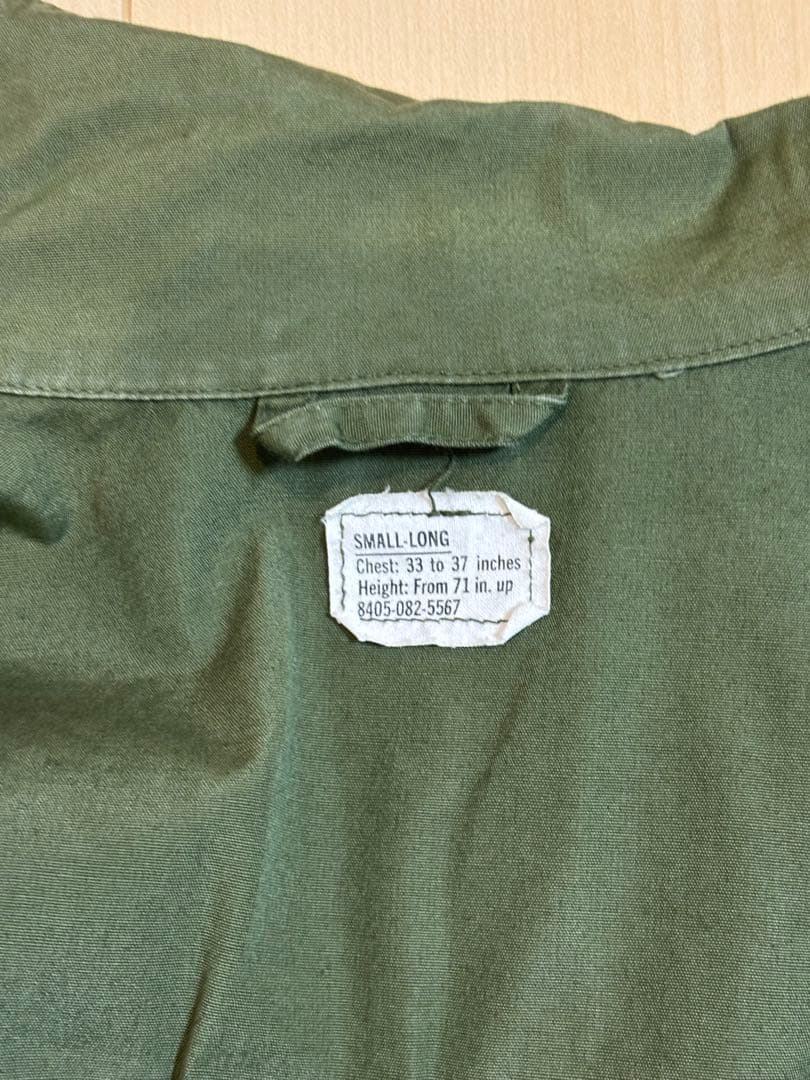 SMALL-LONG
Chest: 33 to 37 inches
Height: From 71 in. up
8405-082-5567